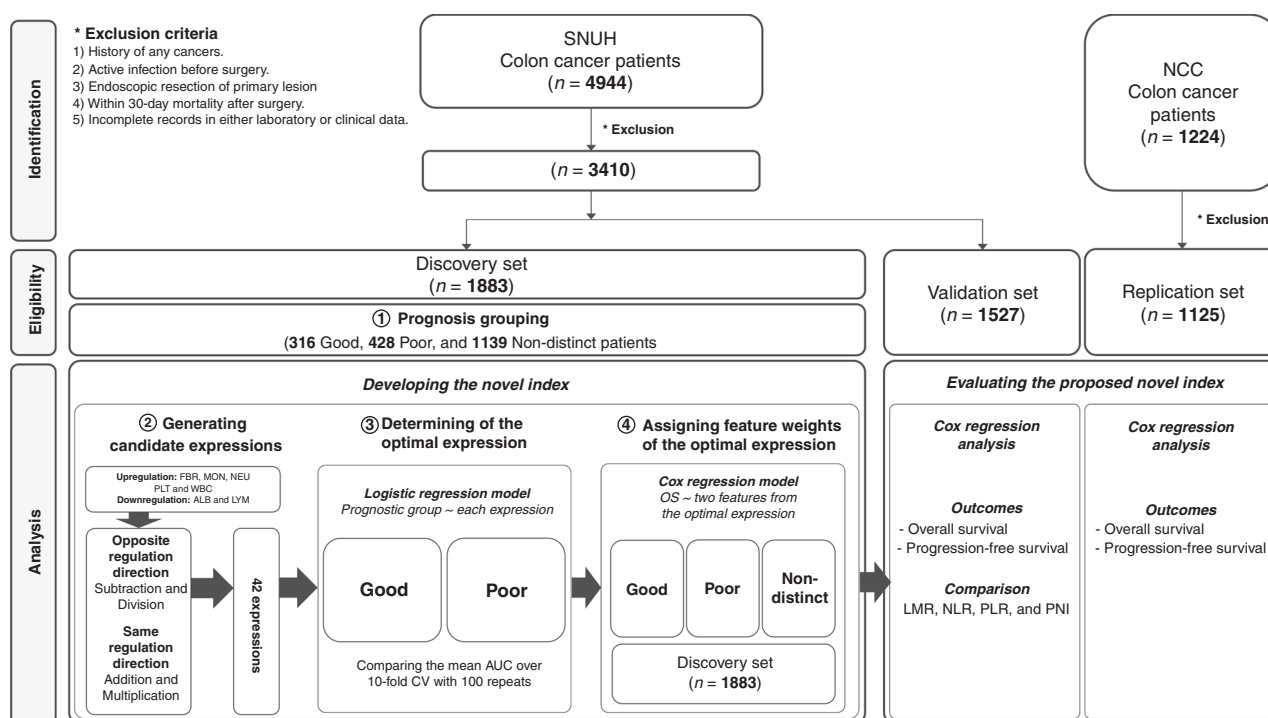 Identification
* Exclusion criteria
1) History of any cancers.
2) Active infection before surgery.
3) Endoscopic resection of primary lesion
4) Within 30-day mortality after surgery.
5) Incomplete records in either laboratory or clinical data.
SNUH
Colon cancer patients
(n = 4944)
* Exclusion
(n = 3410)
NCC
Colon cancer
patients
(n = 1224)
* Exclusion
Eligibility
Discovery set
(n = 1883)
① Prognosis grouping
(316 Good, 428 Poor, and 1139 Non-distinct patients
Validation set
(n = 1527)
Replication set
(n = 1125)
Analysis
Developing the novel index
② Generating
candidate expressions
Upregulation: FBR, MON, NEU
PLT and WBC
Downregulation: ALB and LYM
Opposite
regulation
direction
Subtraction and
Division
Same
regulation
direction
Addition and
Multiplication
42 expressions
③ Determining of the
optimal expression
Logistic regression model
Prognostic group ~ each expression
Good
Poor
Comparing the mean AUC over
10-fold CV with 100 repeats
④ Assigning feature weights
of the optimal expression
Cox regression model
OS ~ two features from
the optimal expression
Good
Poor
Non-
distinct
Discovery set
(n = 1883)
Evaluating the proposed novel index
Cox regression
analysis
Outcomes
- Overall survival
- Progression-free survival
Comparison
LMR, NLR, PLR, and PNI
Cox regression
analysis
Outcomes
- Overall survival
- Progression-free survival